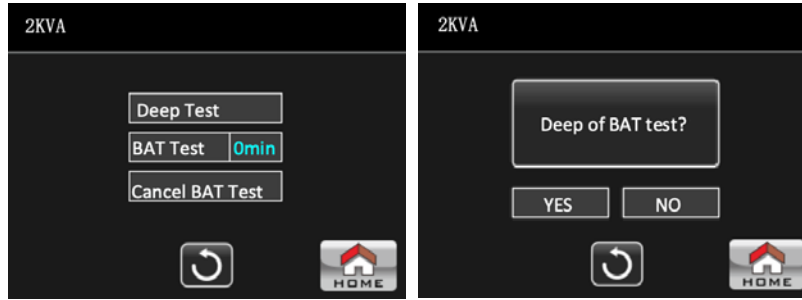 2KVA
Deep Test
BAT Test 0min
Cancel BAT Test
HOME
2KVA
Deep of BAT test?
YES NO
HOME